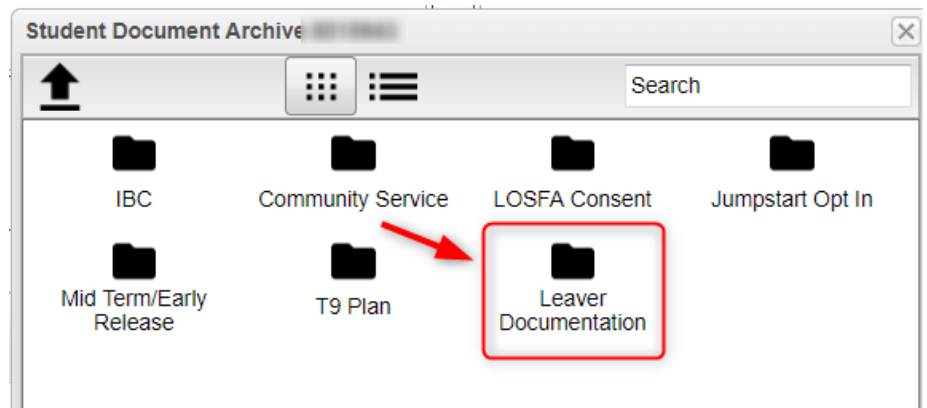 Student Document Archive
Search
IBC
Community Service
LOSFA Consent
Jumpstart Opt In
Mid Term/Early
Release
T9 Plan
Leaver
Documentation